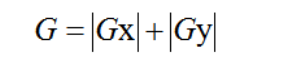 G = |Gx| + |Gy|